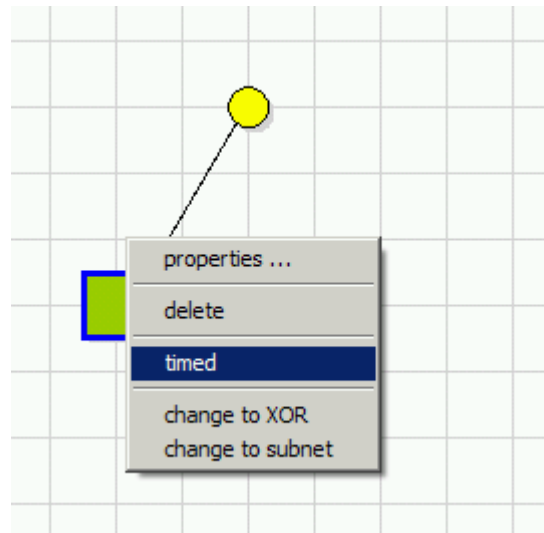 properties ...
delete
timed
change to XOR
change to subnet